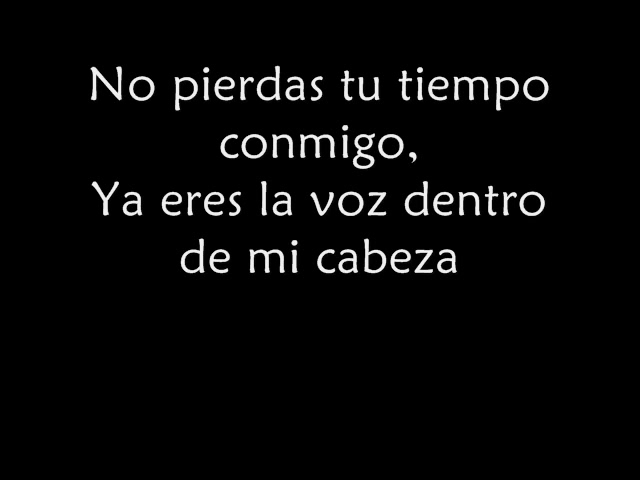 No pierdas tu tiempo
conmigo,
Ya eres la voz dentro
de mi cabeza